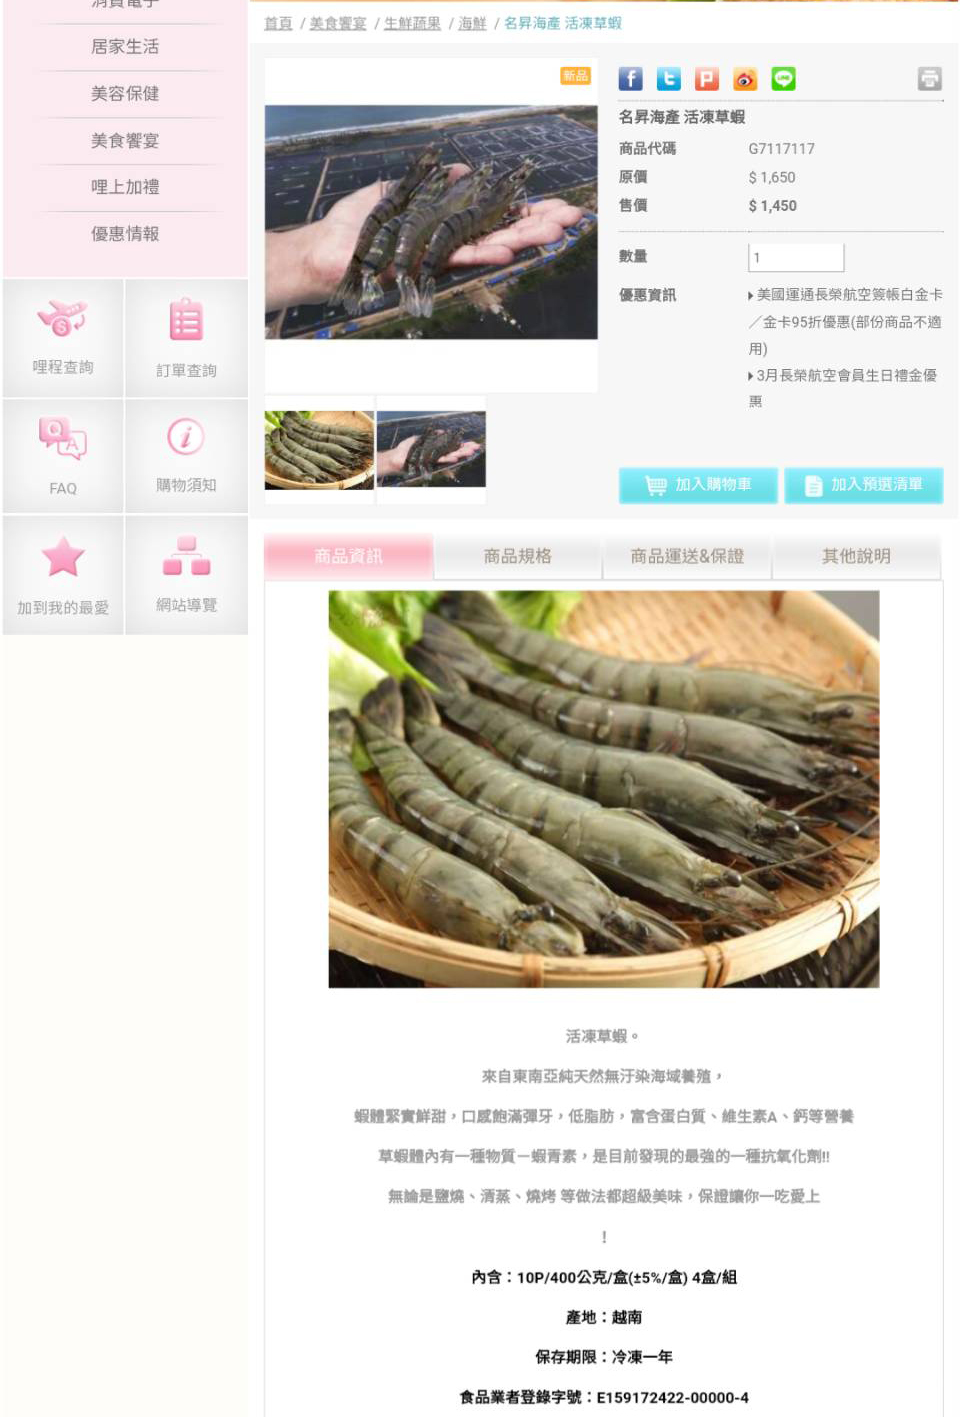 消費電子
居家生活
美容保健
美食饗宴
哩上加禮
優惠情報
哩程查詢
訂單查詢
Q
A
FAQ
i
購物須知
加到我的最愛
網站導覽
首頁 / 美食饗宴 / 生鮮蔬果 / 海鮮 / 名昇海產 活凍草蝦
新品
名昇海產 活凍草蝦
商品代碼 G7117117
原價 $ 1,650
售價 $ 1,450
數量 1
優惠資訊 美國運通長榮航空簽帳白金卡
／金卡95折優惠(部份商品不適
用)
3月長榮航空會員生日禮金優
惠
加入購物車 加入預選清單
商品資訊 商品規格 商品運送&保證 其他說明
活凍草蝦。
來自東南亞純天然無汙染海域養殖，
蝦體緊實鮮甜，口感飽滿彈牙，低脂肪，富含蛋白質、維生素A、鈣等營養
草蝦體內有一種物質－蝦青素，是目前發現的最強的一種抗氧化劑!!
無論是鹽燒、清蒸、燒烤 等做法都超級美味，保證讓你一吃愛上
！
內含：10P/400公克/盒(±5%/盒) 4盒/組
產地：越南
保存期限：冷凍一年
食品業者登錄字號：E159172422-00000-4